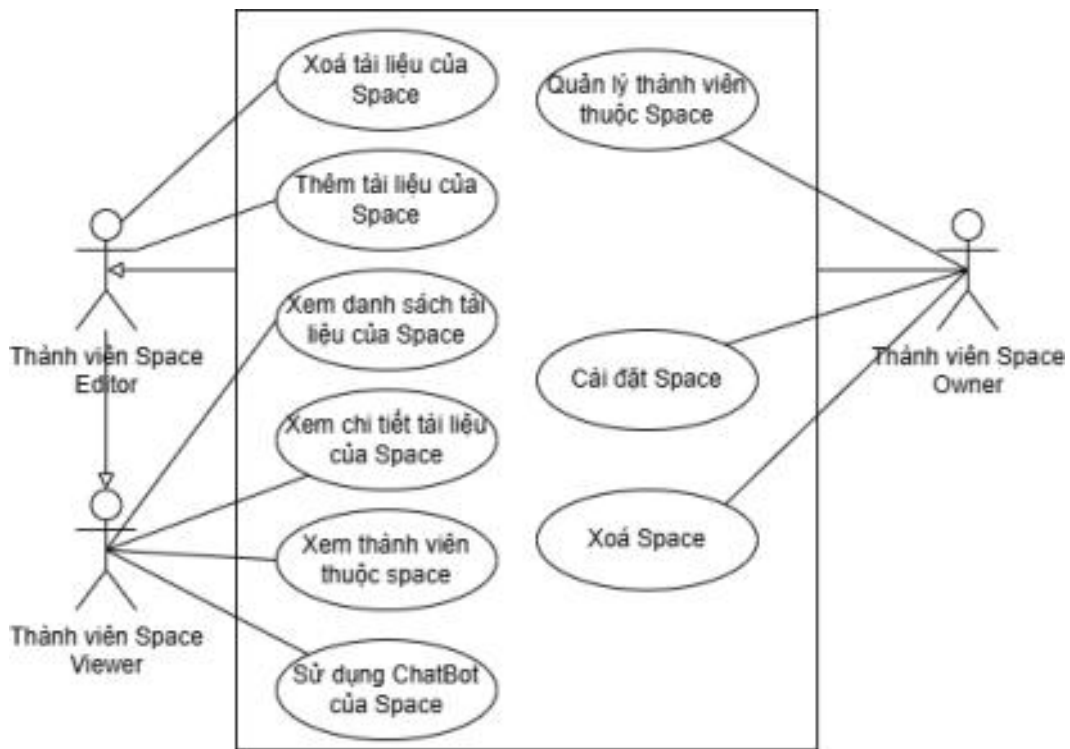 Xoá tài liệu của
Space
Quản lý thành viên
thuộc Space
Thêm tài liệu của
Space
Thành viên Space
Editor
Xem danh sách tài
liệu của Space
Cài đặt Space
Thành viên Space
Owner
Xem chi tiết tài liệu
của Space
Xem thành viên
thuộc space
Xoá Space
Thành viên Space
Viewer
Sử dụng ChatBot
của Space